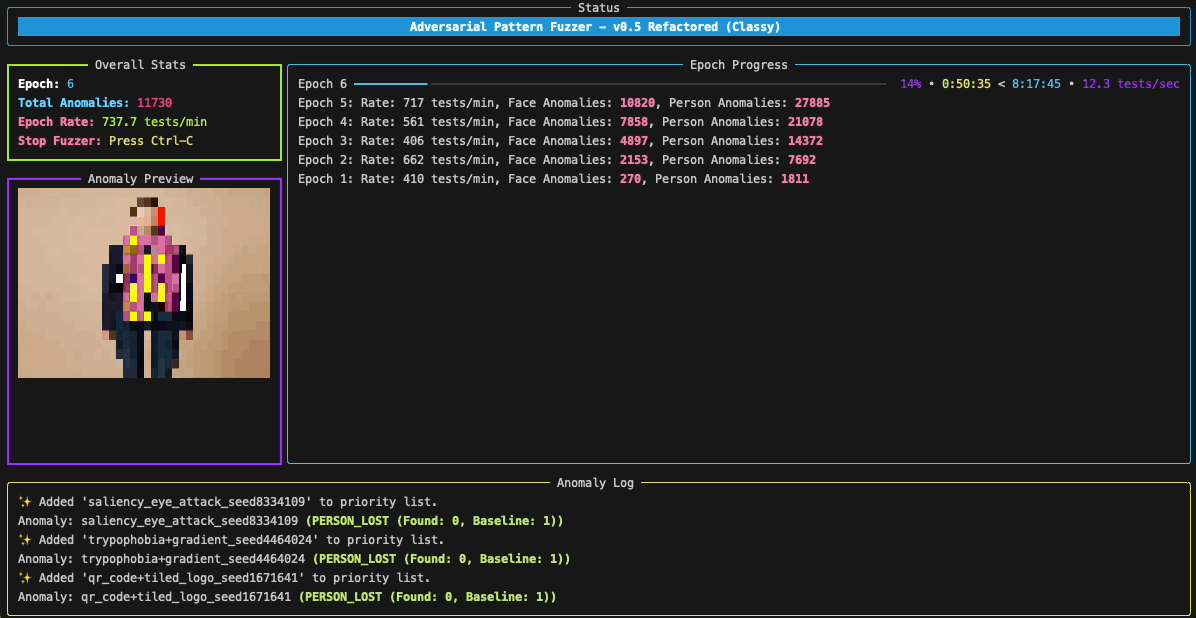 Status
Adversarial Pattern Fuzzer – v0.5 Refactored (Classy)
Overall Stats
Epoch: 6
Total Anomalies: 11730
Epoch Rate: 737.7 tests/min
Stop Fuzzer: Press Ctrl–C
Epoch Progress
Epoch 6 14% • 0:50:35 < 8:17:45 • 12.3 tests/sec
Epoch 5: Rate: 717 tests/min, Face Anomalies: 10820, Person Anomalies: 27885
Epoch 4: Rate: 561 tests/min, Face Anomalies: 7858, Person Anomalies: 21078
Epoch 3: Rate: 406 tests/min, Face Anomalies: 4897, Person Anomalies: 14372
Epoch 2: Rate: 662 tests/min, Face Anomalies: 2153, Person Anomalies: 7692
Epoch 1: Rate: 410 tests/min, Face Anomalies: 270, Person Anomalies: 1811
Anomaly Preview
Anomaly Log
✨ Added 'saliency_eye_attack_seed8334109' to priority list.
Anomaly: saliency_eye_attack_seed8334109 (PERSON_LOST (Found: 0, Baseline: 1))
✨ Added 'trypophobia+gradient_seed4464024' to priority list.
Anomaly: trypophobia+gradient_seed4464024 (PERSON_LOST (Found: 0, Baseline: 1))
✨ Added 'qr_code+tiled_logo_seed1671641' to priority list.
Anomaly: qr_code+tiled_logo_seed1671641 (PERSON_LOST (Found: 0, Baseline: 1))